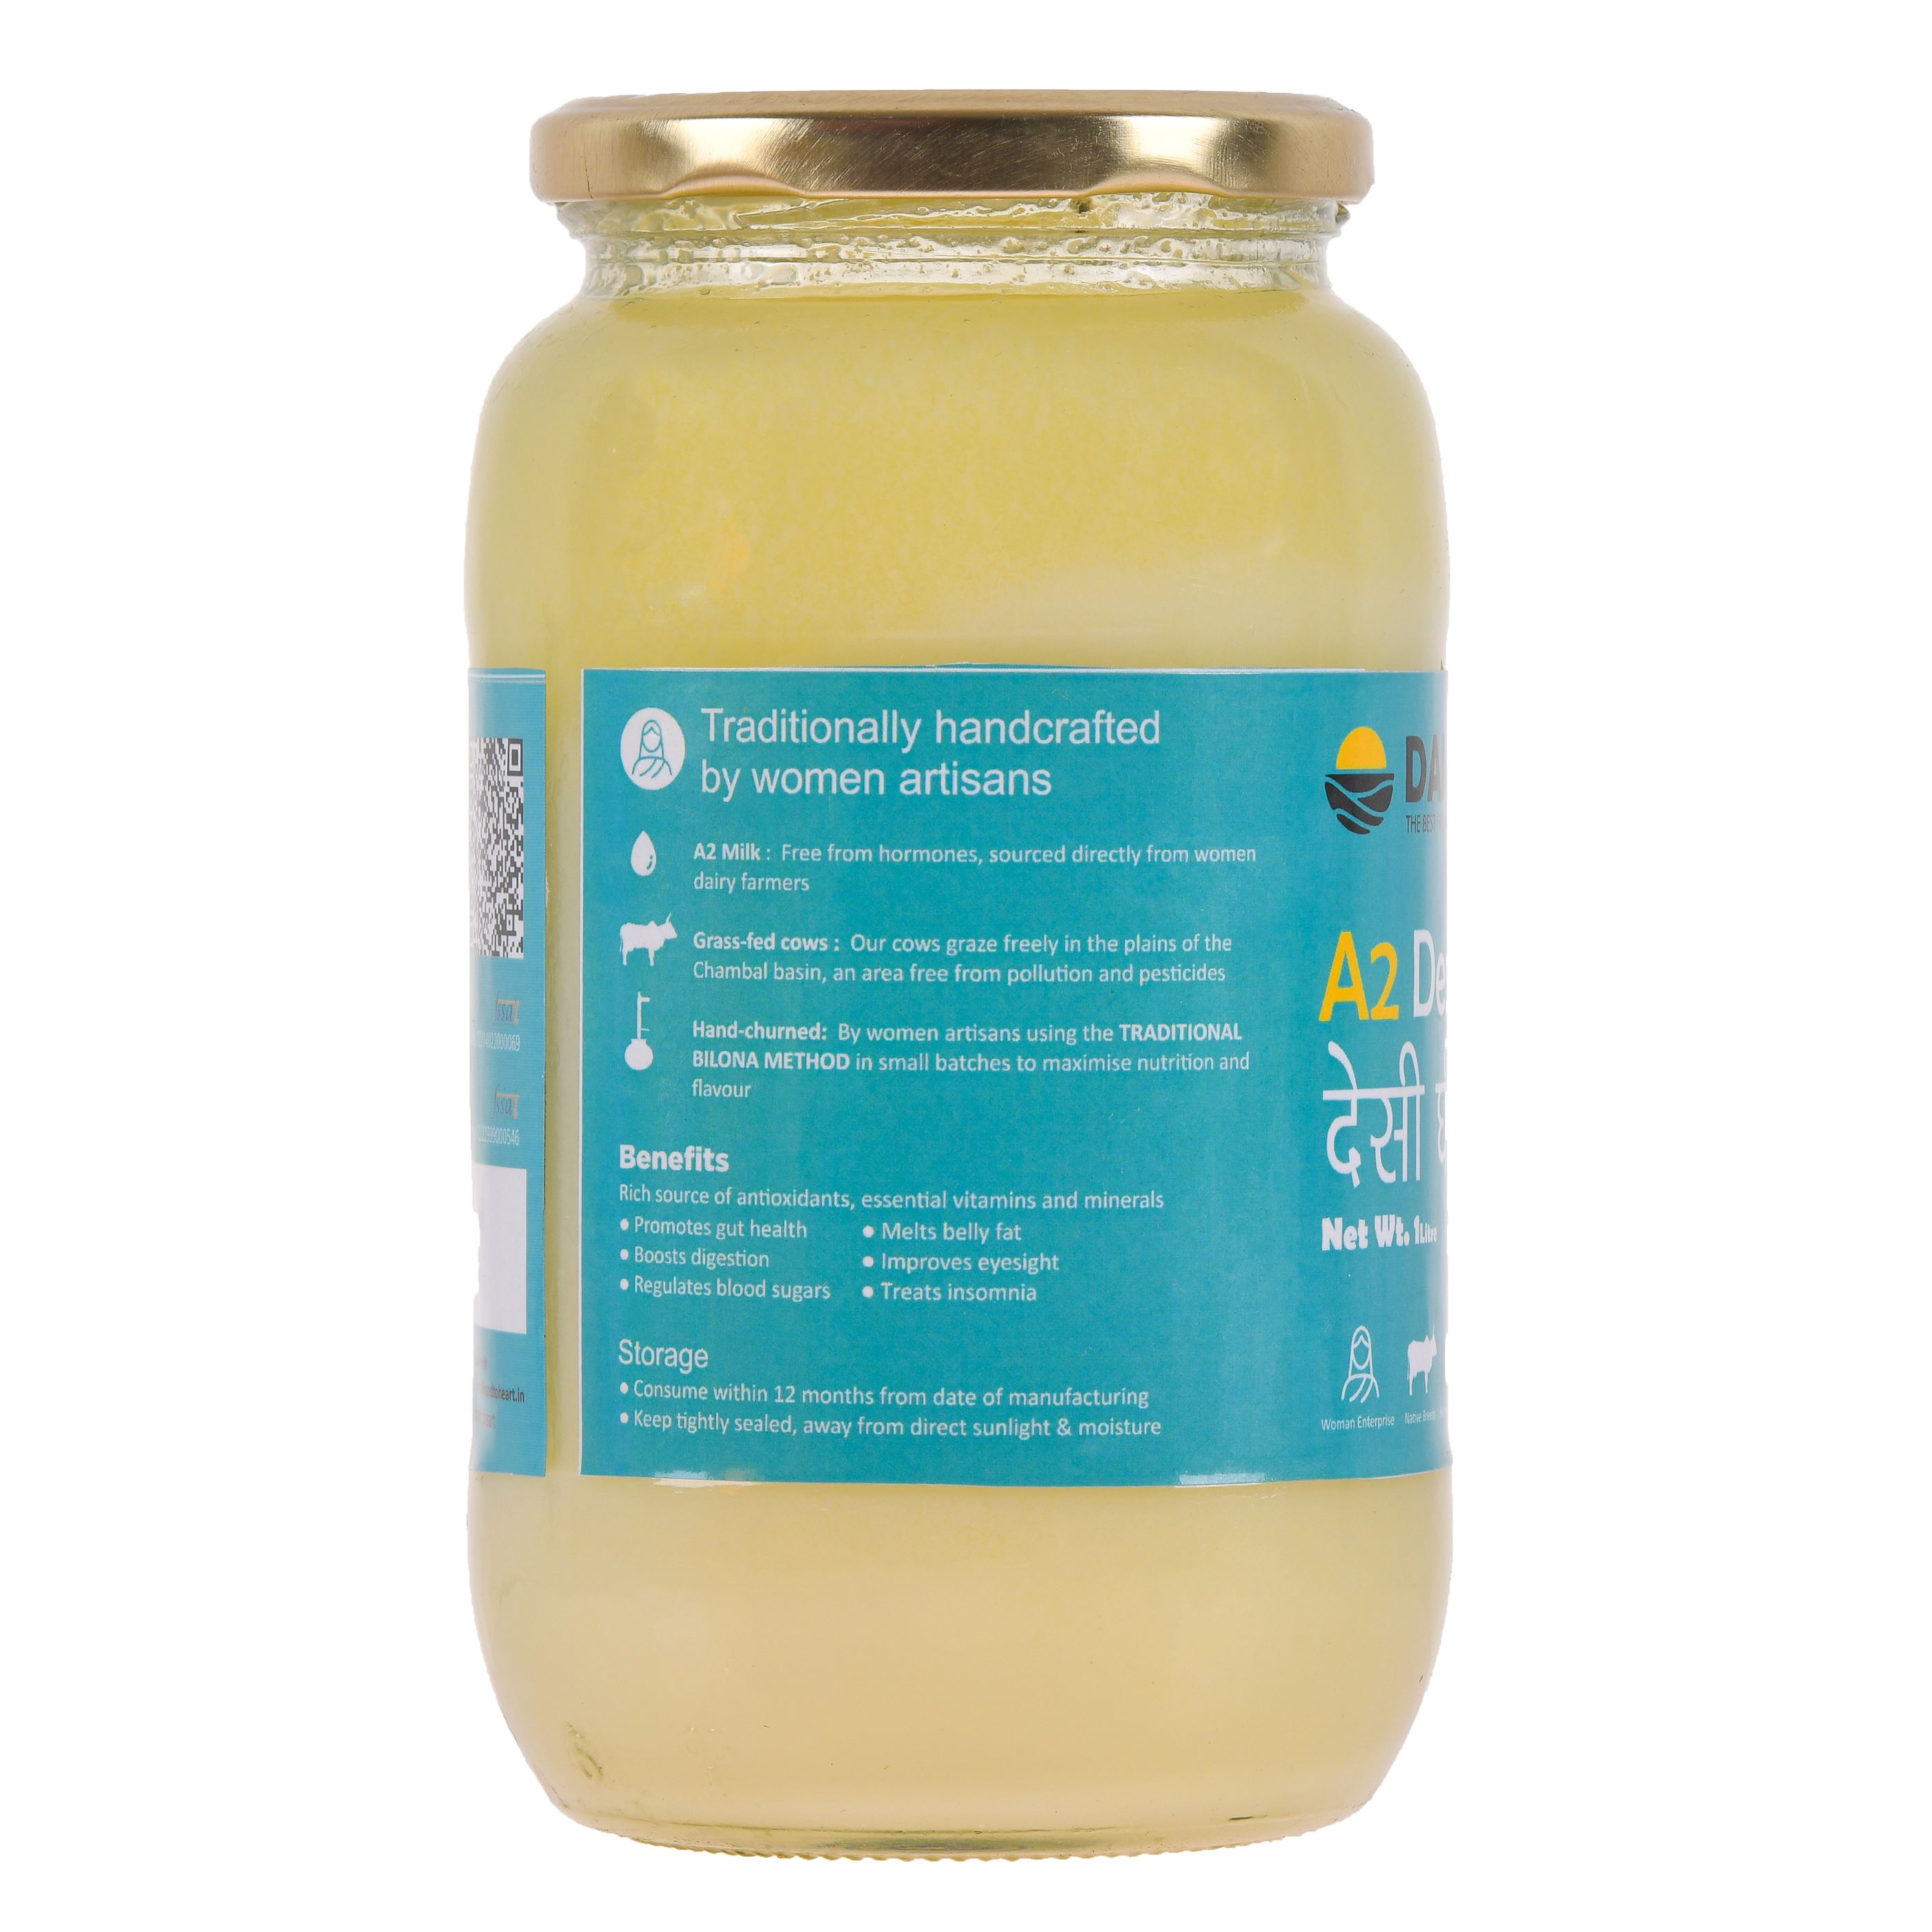 Traditionally handcrafted
by women artisans
A2 Milk : Free from hormones, sourced directly from women
dairy farmers
Grass-fed cows : Our cows graze freely in the plains of the
Chambal basin, an area free from pollution and pesticides
Hand-churned: By women artisans using the TRADITIONAL
BILONA METHOD in small batches to maximise nutrition and
flavour
Benefits
Rich source of antioxidants, essential vitamins and minerals
• Promotes gut health
• Boosts digestion
• Regulates blood sugars
• Melts belly fat
• Improves eyesight
• Treats insomnia
Storage
• Consume within 12 months from date of manufacturing
• Keep tightly sealed, away from direct sunlight & moisture
THE BEST
A2
देसी
Net Wt. 1Litre
Woman Enterprise
Native
fssai
fssai